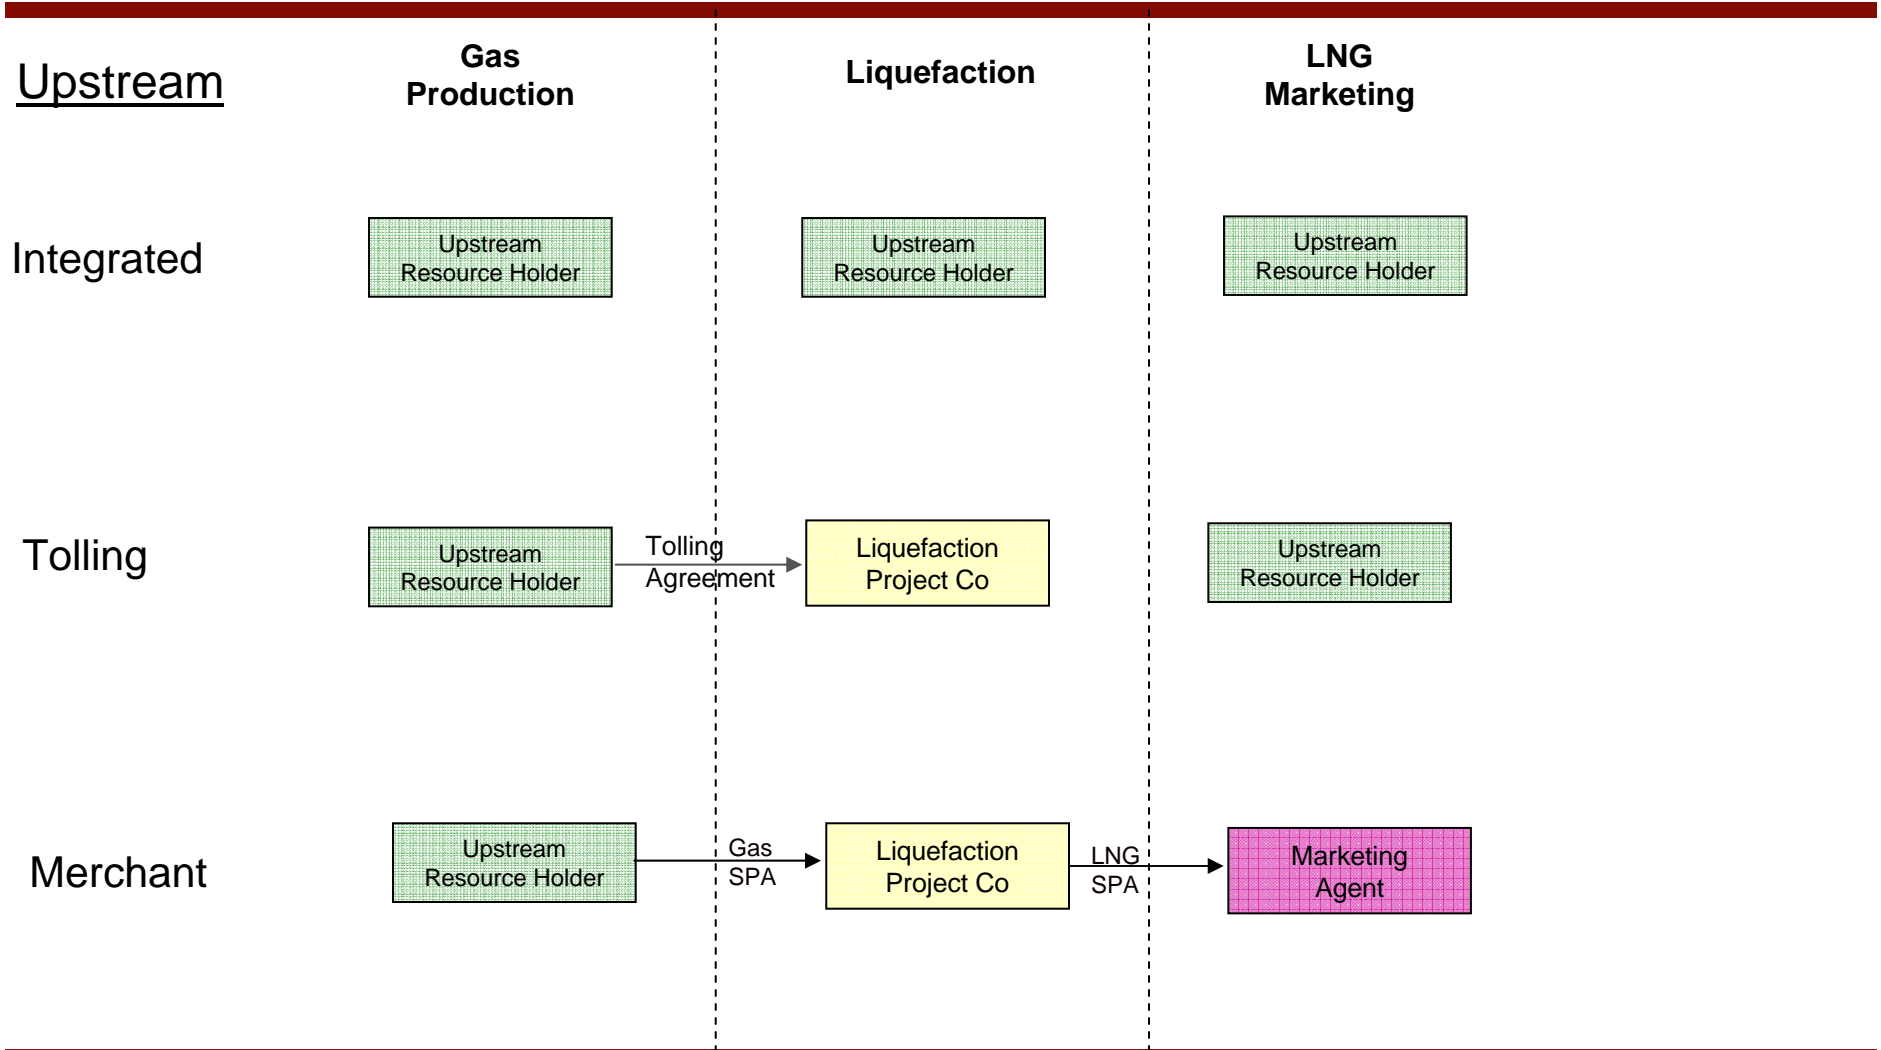 Upstream
Gas
Production
Liquefaction
LNG
Marketing
Integrated
Upstream
Resource Holder
Upstream
Resource Holder
Upstream
Resource Holder
Tolling
Upstream
Resource Holder
Tolling
Agreement
Liquefaction
Project Co
Upstream
Resource Holder
Merchant
Upstream
Resource Holder
Gas
SPA
Liquefaction
Project Co
LNG
SPA
Marketing
Agent